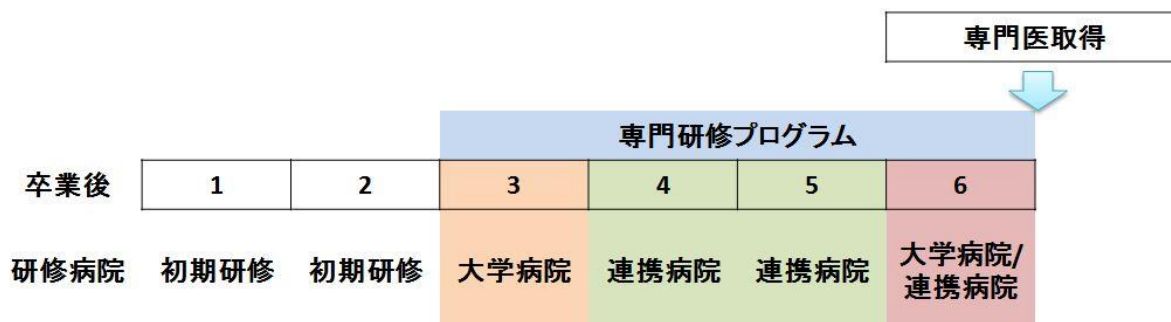 専門医取得
専門研修プログラム
卒業後 1 2 3 4 5 6
研修病院 初期研修 初期研修 大学病院 連携病院 連携病院 大学病院/
連携病院